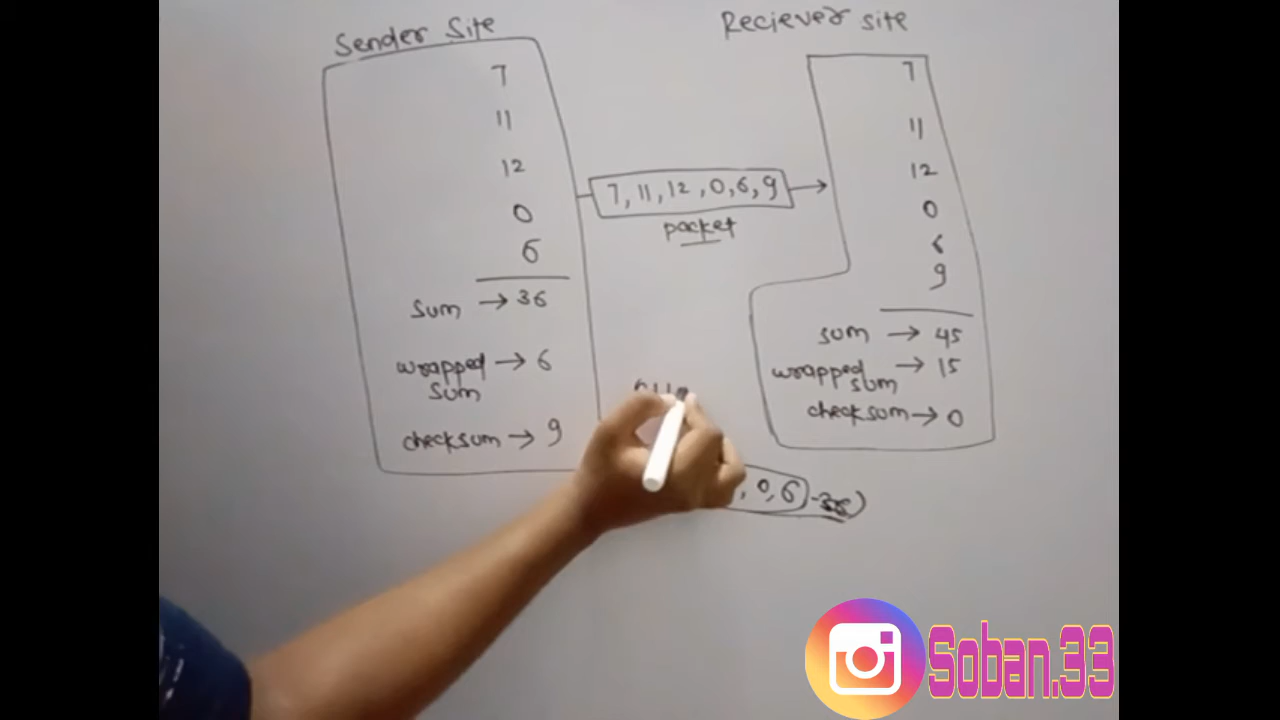 Sender Site
7
11
12
0
6
sum → 36
wrapped → 6
sum
checksum → 9
7, 11, 12, 0, 6, 9
packet
Reciever site
7
11
12
0
6
9
sum → 45
wrapped → 15
sum
checksum → 0
, 0, 6
Soban.33